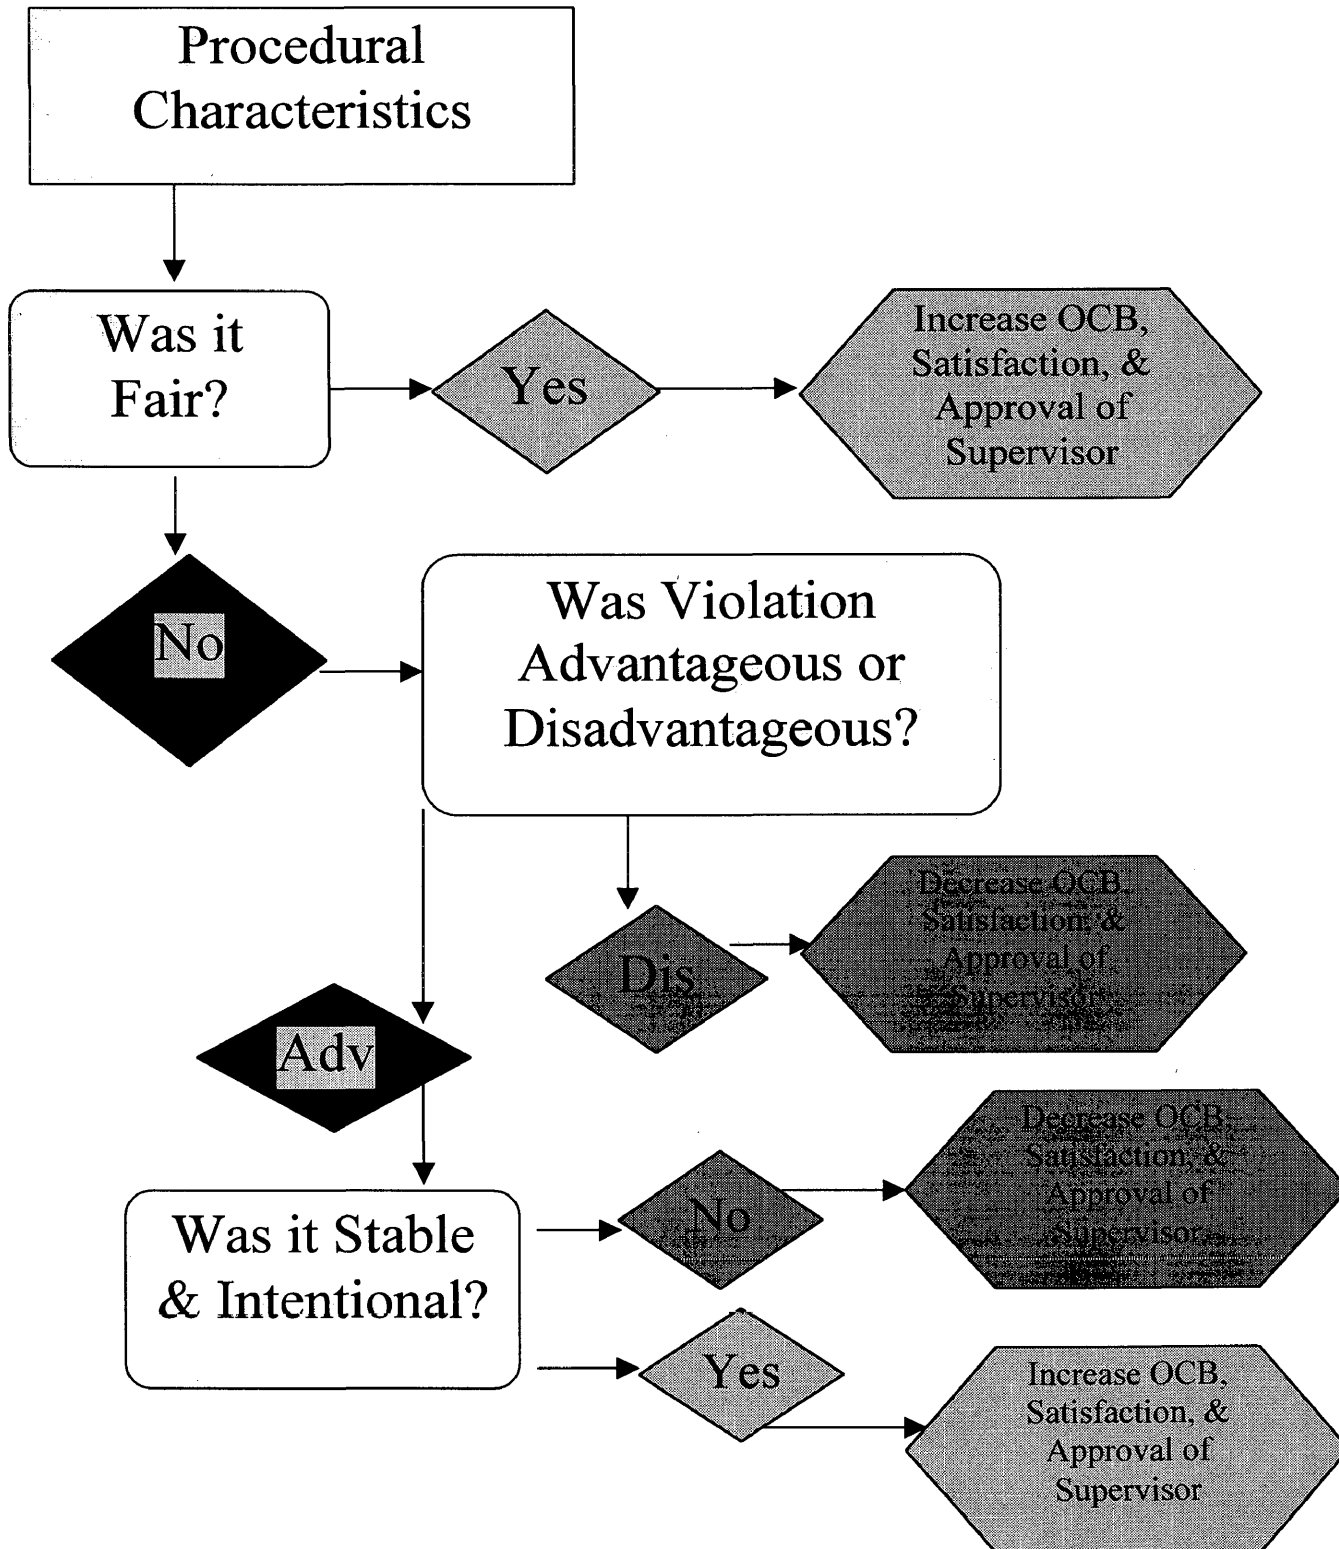 Procedural
Characteristics
Was it
Fair?
Yes
Increase OCB,
Satisfaction, &
Approval of
Supervisor
No
Was Violation
Advantageous or
Disadvantageous?
Dis
Decrease OCB,
Satisfaction, &
Approval of
Supervisor
Adv
Was it Stable
& Intentional?
No
Decrease OCB,
Satisfaction, &
Approval of
Supervisor
Yes
Increase OCB,
Satisfaction, &
Approval of
Supervisor